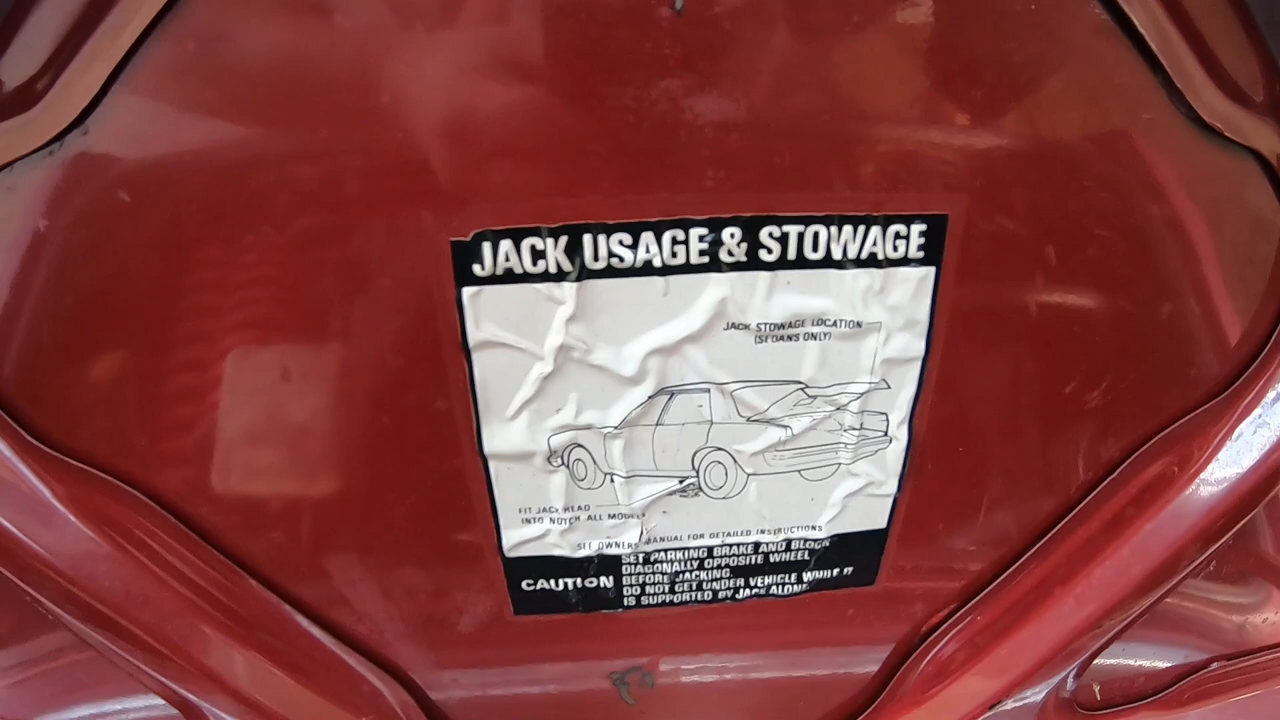 JACK USAGE & STOWAGE
JACK STOWAGE LOCATION
(SEDANS ONLY)
FIT JACK HEAD
INTO NOTCH ALL MODELS
SEE OWNERS MANUAL FOR DETAILED INSTRUCTIONS
CAUTION
SET PARKING BRAKE AND BLOCK
DIAGONALLY OPPOSITE WHEEL
BEFORE JACKING.
DO NOT GET UNDER VEHICLE WHILE IT
IS SUPPORTED BY JACK ALONE